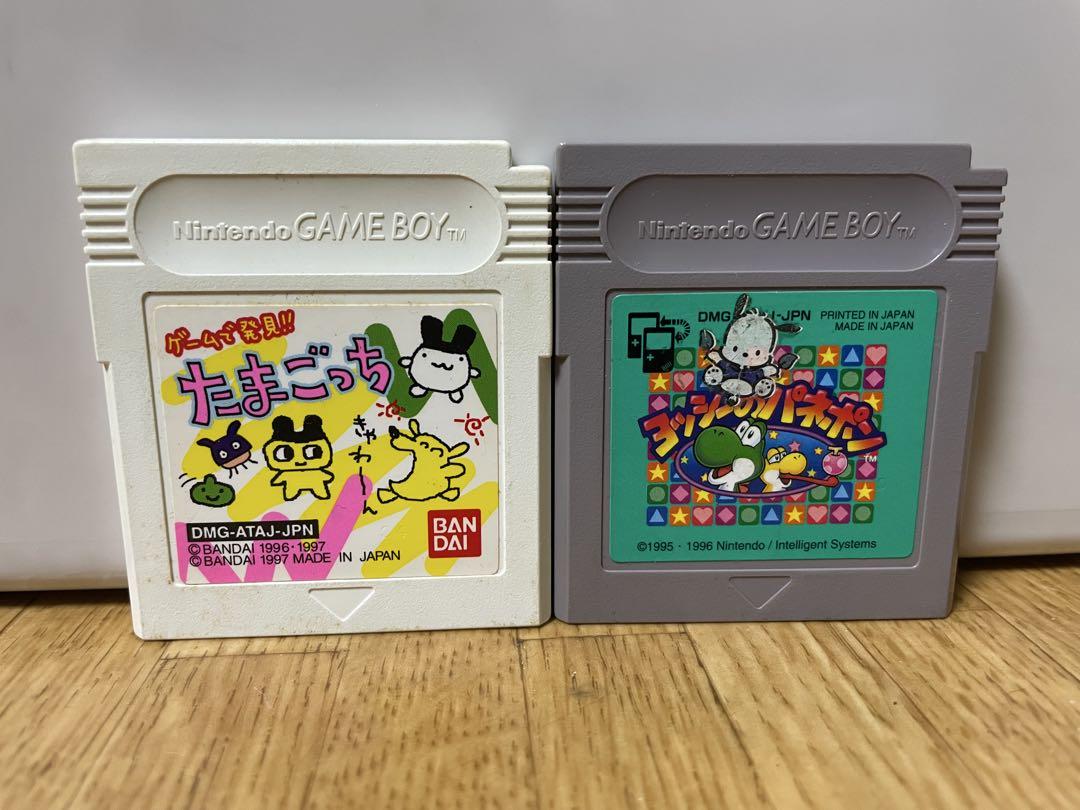 Nintendo GAME BOY TM
ゲームで発見!!
たまごっち
きゃわーん
DMG-ATAJ-JPN
©BANDAI 1996・1997
©BANDAI 1997 MADE IN JAPAN
BAN
DAI
Nintendo GAME BOY TM
DMG- J-JPN PRINTED IN JAPAN
MADE IN JAPAN
ヨッシーのパネポン
TM
©1995・1996 Nintendo / Intelligent Systems